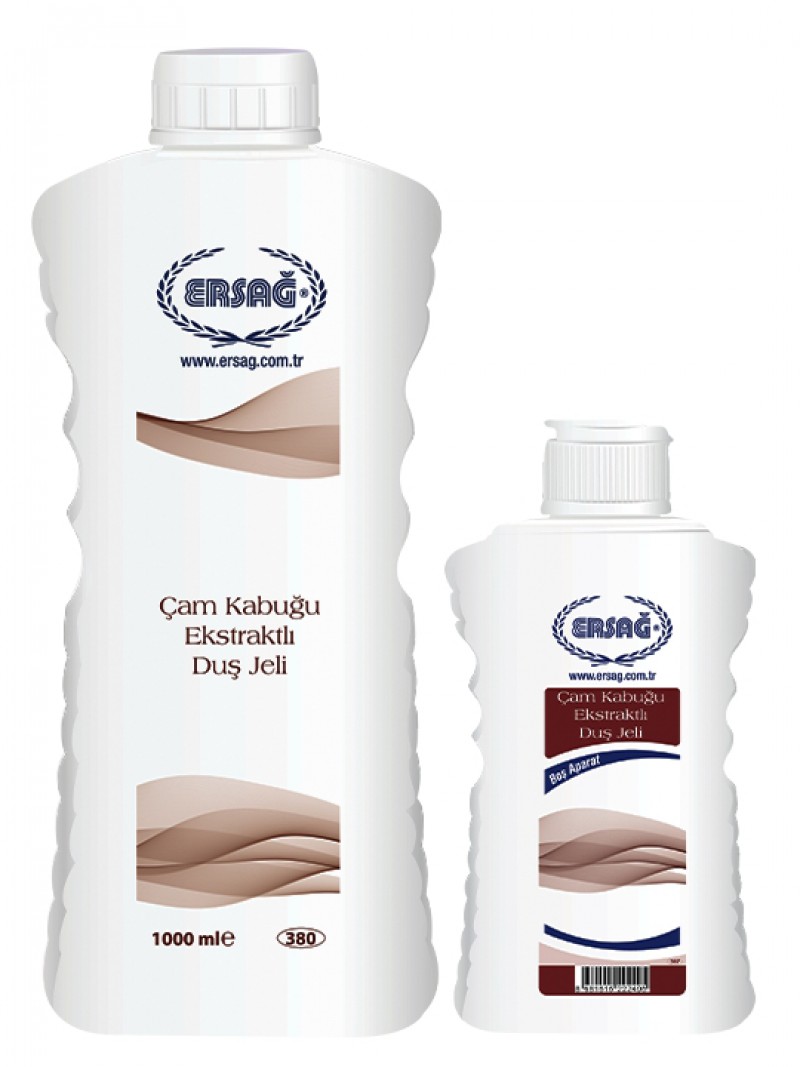 ERSAĞ®
www.ersag.com.tr
Çam Kabuğu
Ekstraktlı
Duş Jeli
1000 ml e
380
ERSAĞ®
www.ersag.com.tr
Çam Kabuğu
Ekstraktlı
Duş Jeli
Boş Aparat